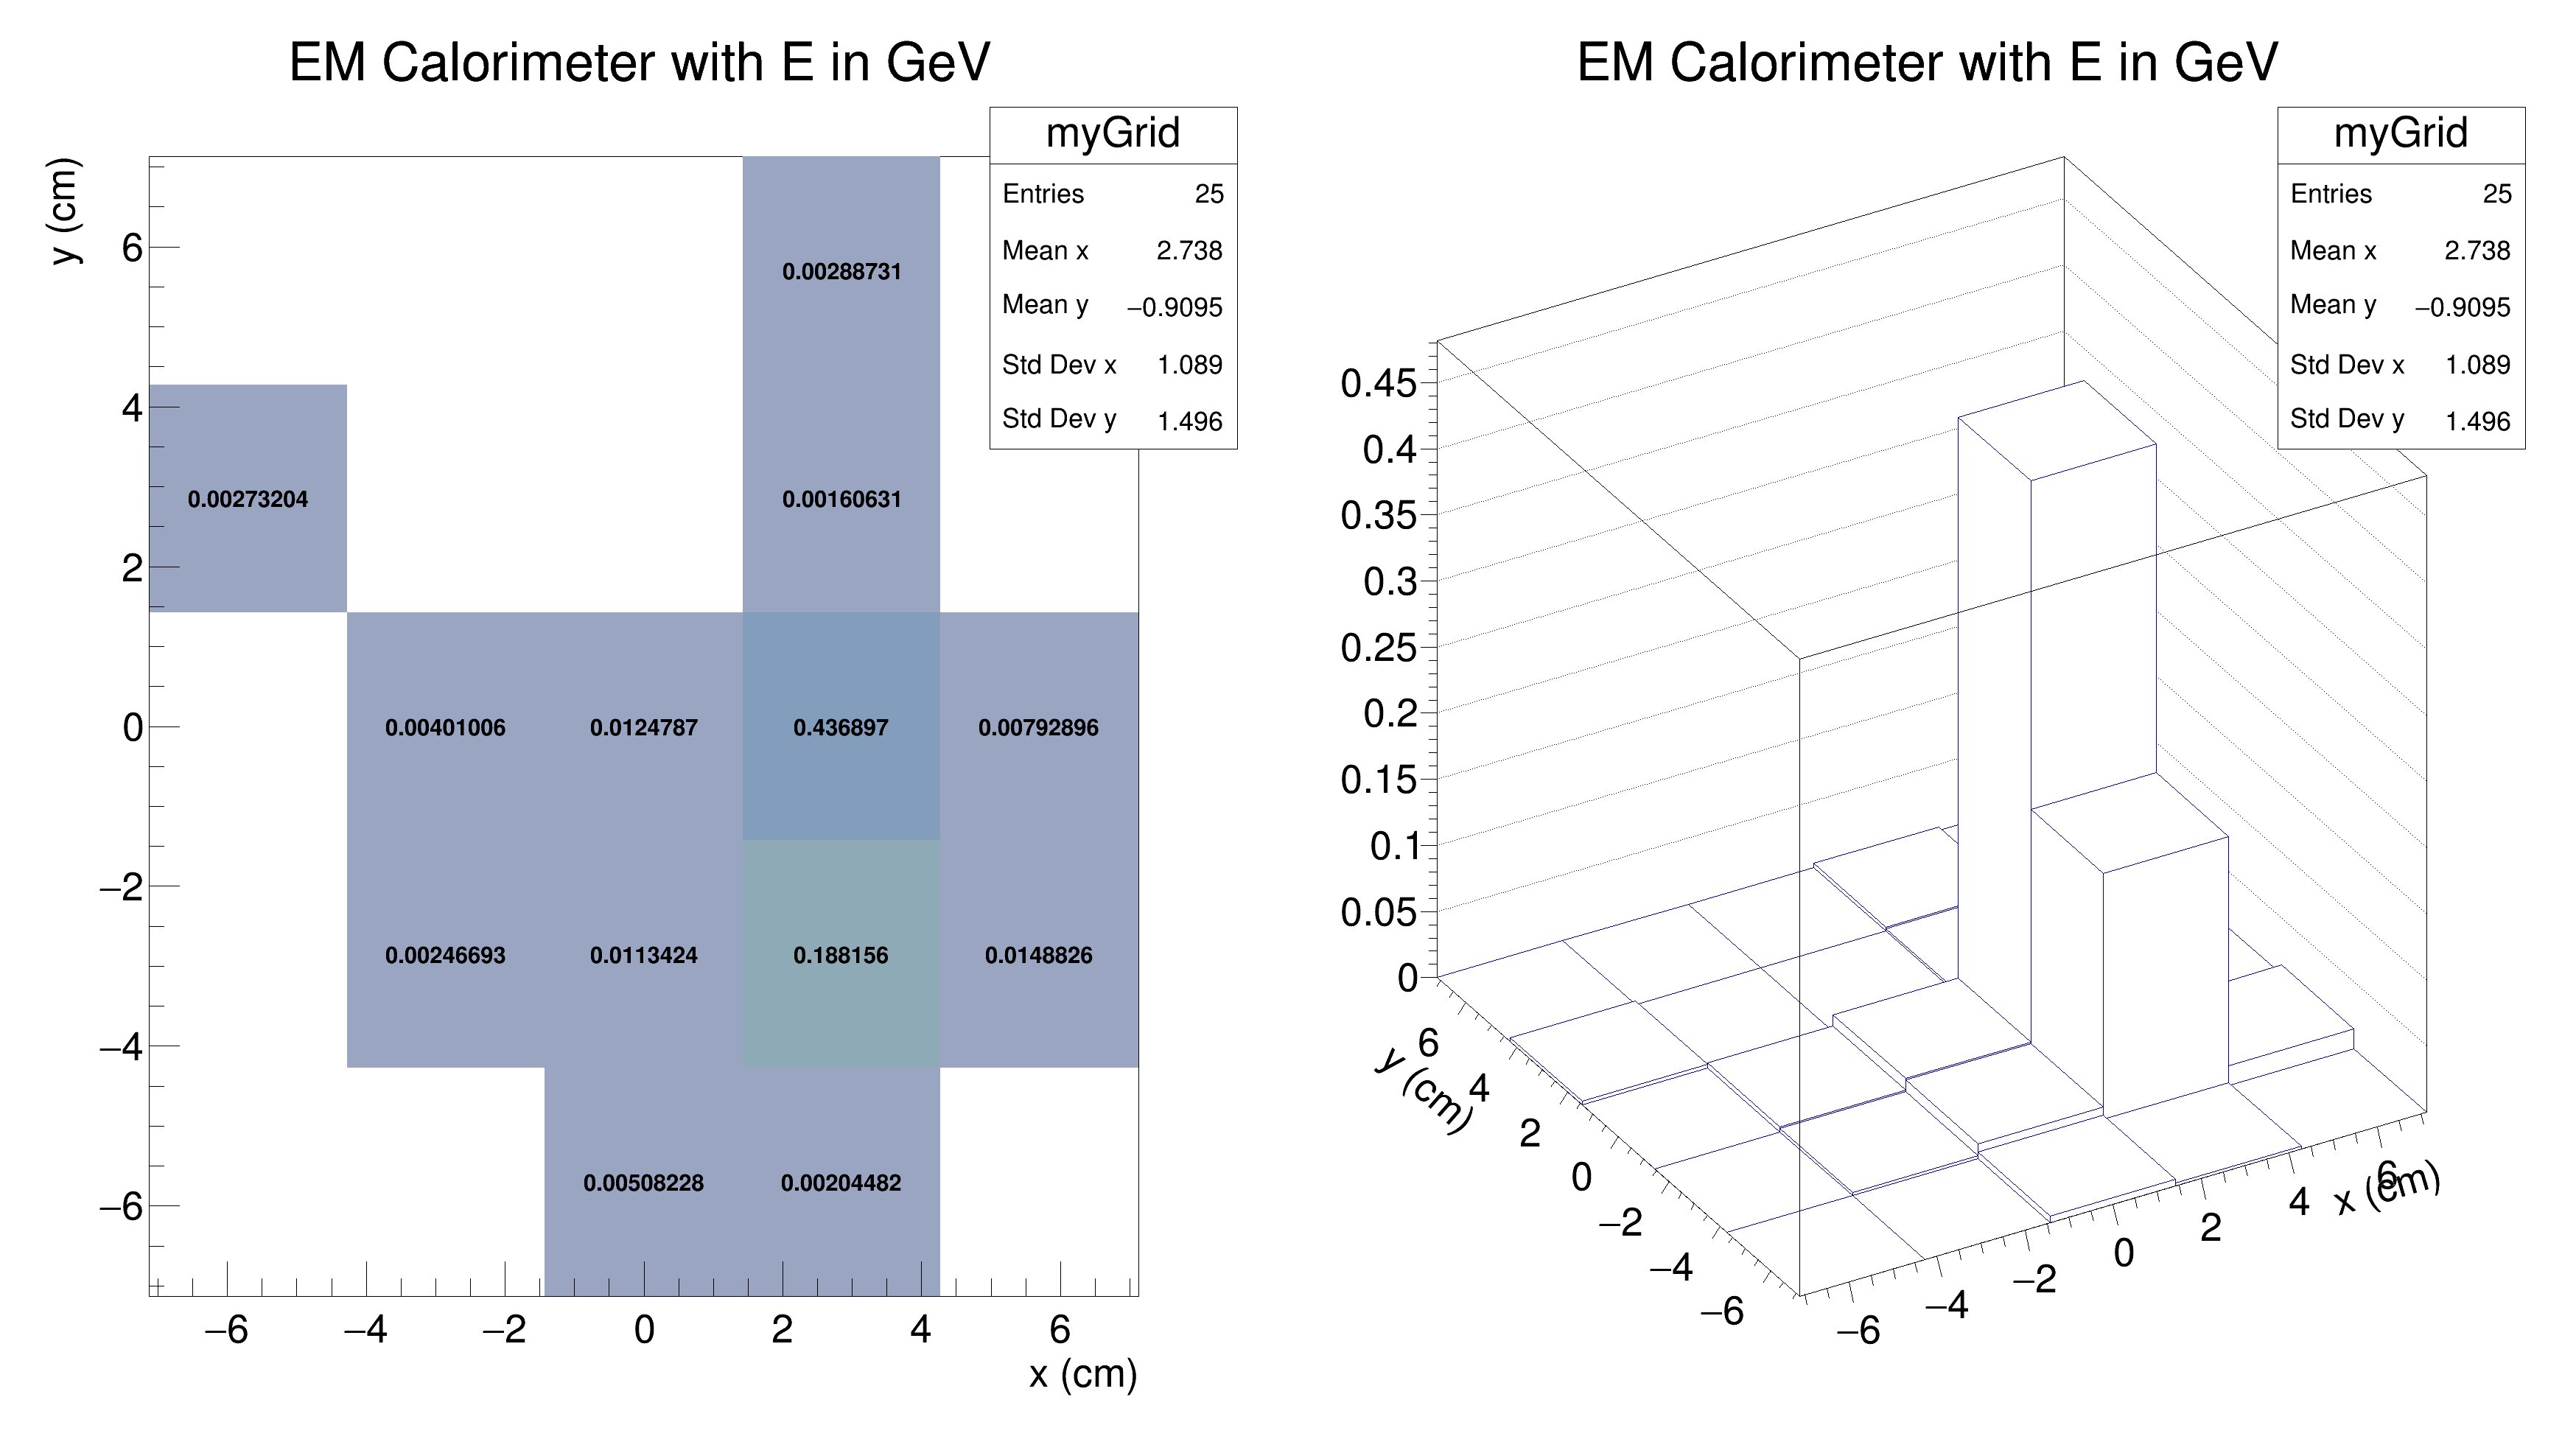 EM Calorimeter with E in GeV
myGrid
Entries 25
Mean x 2.738
Mean y −0.9095
Std Dev x 1.089
Std Dev y 1.496
y (cm)
6
4
2
0
−2
−4
−6
0.00288731
0.00273204
0.00160631
0.00401006
0.0124787
0.436897
0.00792896
0.00246693
0.0113424
0.188156
0.0148826
0.00508228
0.00204482
−6
−4
−2
0
2
4
6
x (cm)
EM Calorimeter with E in GeV
myGrid
Entries 25
Mean x 2.738
Mean y −0.9095
Std Dev x 1.089
Std Dev y 1.496
0.45
0.4
0.35
0.3
0.25
0.2
0.15
0.1
0.05
0
y (cm)
6
4
2
0
−2
−4
−6
−6
−4
−2
0
2
4
6
x (cm)